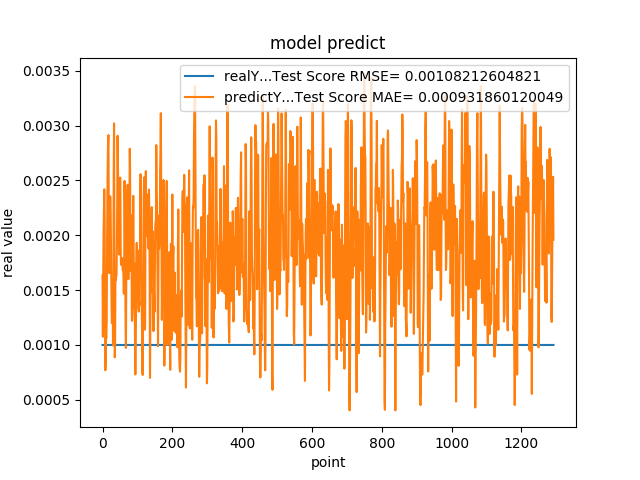 model predict
realY...Test Score RMSE= 0.00108212604821
predictY...Test Score MAE= 0.000931860120049
0.0035
0.0030
0.0025
0.0020
0.0015
0.0010
0.0005
real value
0 200 400 600 800 1000 1200
point